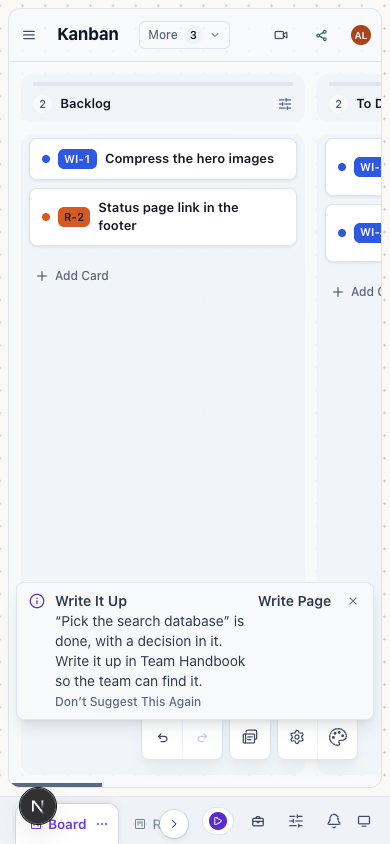 Kanban
More 3
AL
2 Backlog
2 To D
WI-1 Compress the hero images
R-2 Status page link in the
footer
WI-
WI-
+ Add Card
+ Add C
Write It Up
Write Page
“Pick the search database” is
done, with a decision in it.
Write it up in Team Handbook
so the team can find it.
Don’t Suggest This Again
N
Board
R